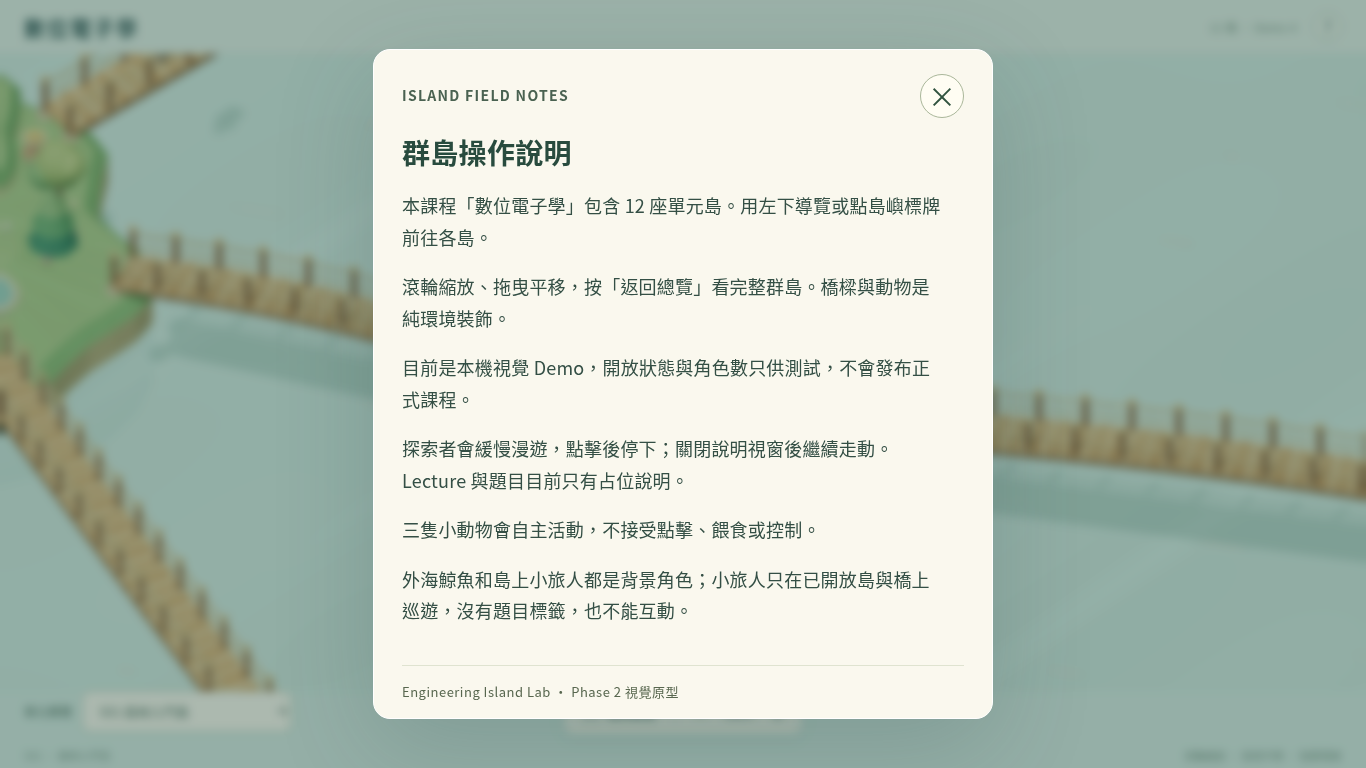 數位電子學
ISLAND FIELD NOTES
群島操作說明
本課程「數位電子學」包含 12 座單元島。用左下導覽或點島嶼標牌
前往各島。
滾輪縮放、拖曳平移，按「返回總覽」看完整群島。橋樑與動物是
純環境裝飾。
目前是本機視覺 Demo，開放狀態與角色數只供測試，不會發布正
式課程。
探索者會緩慢漫遊，點擊後停下；關閉說明視窗後繼續走動。
Lecture 與題目目前只有占位說明。
三隻小動物會自主活動，不接受點擊、餵食或控制。
外海鯨魚和島上小旅人都是背景角色；小旅人只在已開放島與橋上
巡遊，沒有題目標籤，也不能互動。
Engineering Island Lab · Phase 2 視覺原型